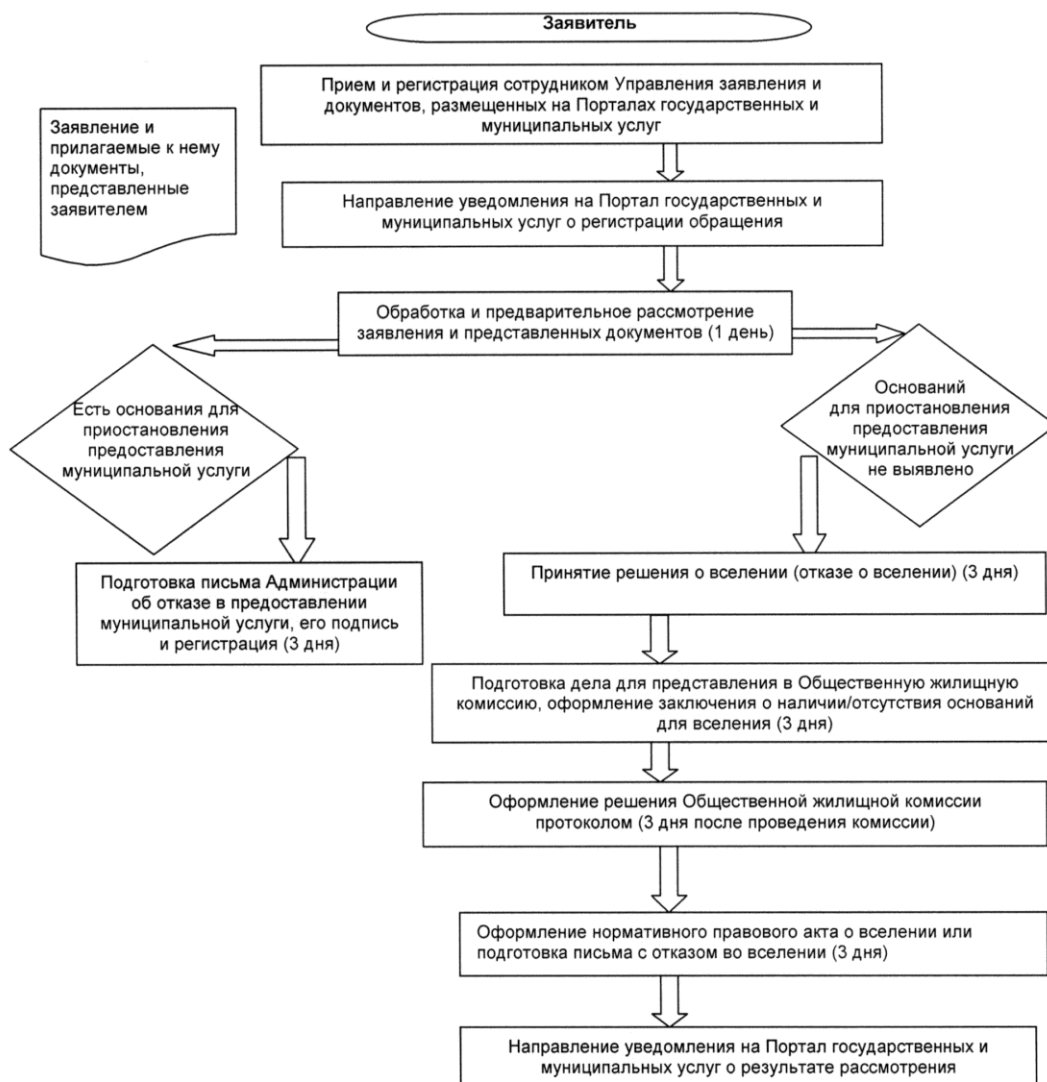 Заявитель
Прием и регистрация сотрудником Управления заявления и
документов, размещенных на Порталах государственных и
муниципальных услуг
Заявление и
прилагаемые к нему
документы,
представленные
заявителем
Направление уведомления на Портал государственных и
муниципальных услуг о регистрации обращения
Обработка и предварительное рассмотрение
заявления и представленных документов (1 день)
Есть основания для
приостановления
предоставления
муниципальной услуги
Оснований
для приостановления
предоставления
муниципальной услуги
не выявлено
Подготовка письма Администрации
об отказе в предоставлении
муниципальной услуги, его подпись
и регистрация (3 дня)
Принятие решения о вселении (отказе о вселении) (3 дня)
Подготовка дела для представления в Общественную жилищную
комиссию, оформление заключения о наличии/отсутствия оснований
для вселения (3 дня)
Оформление решения Общественной жилищной комиссии
протоколом (3 дня после проведения комиссии)
Оформление нормативного правового акта о вселении или
подготовка письма с отказом во вселении (3 дня)
Направление уведомления на Портал государственных и
муниципальных услуг о результате рассмотрения